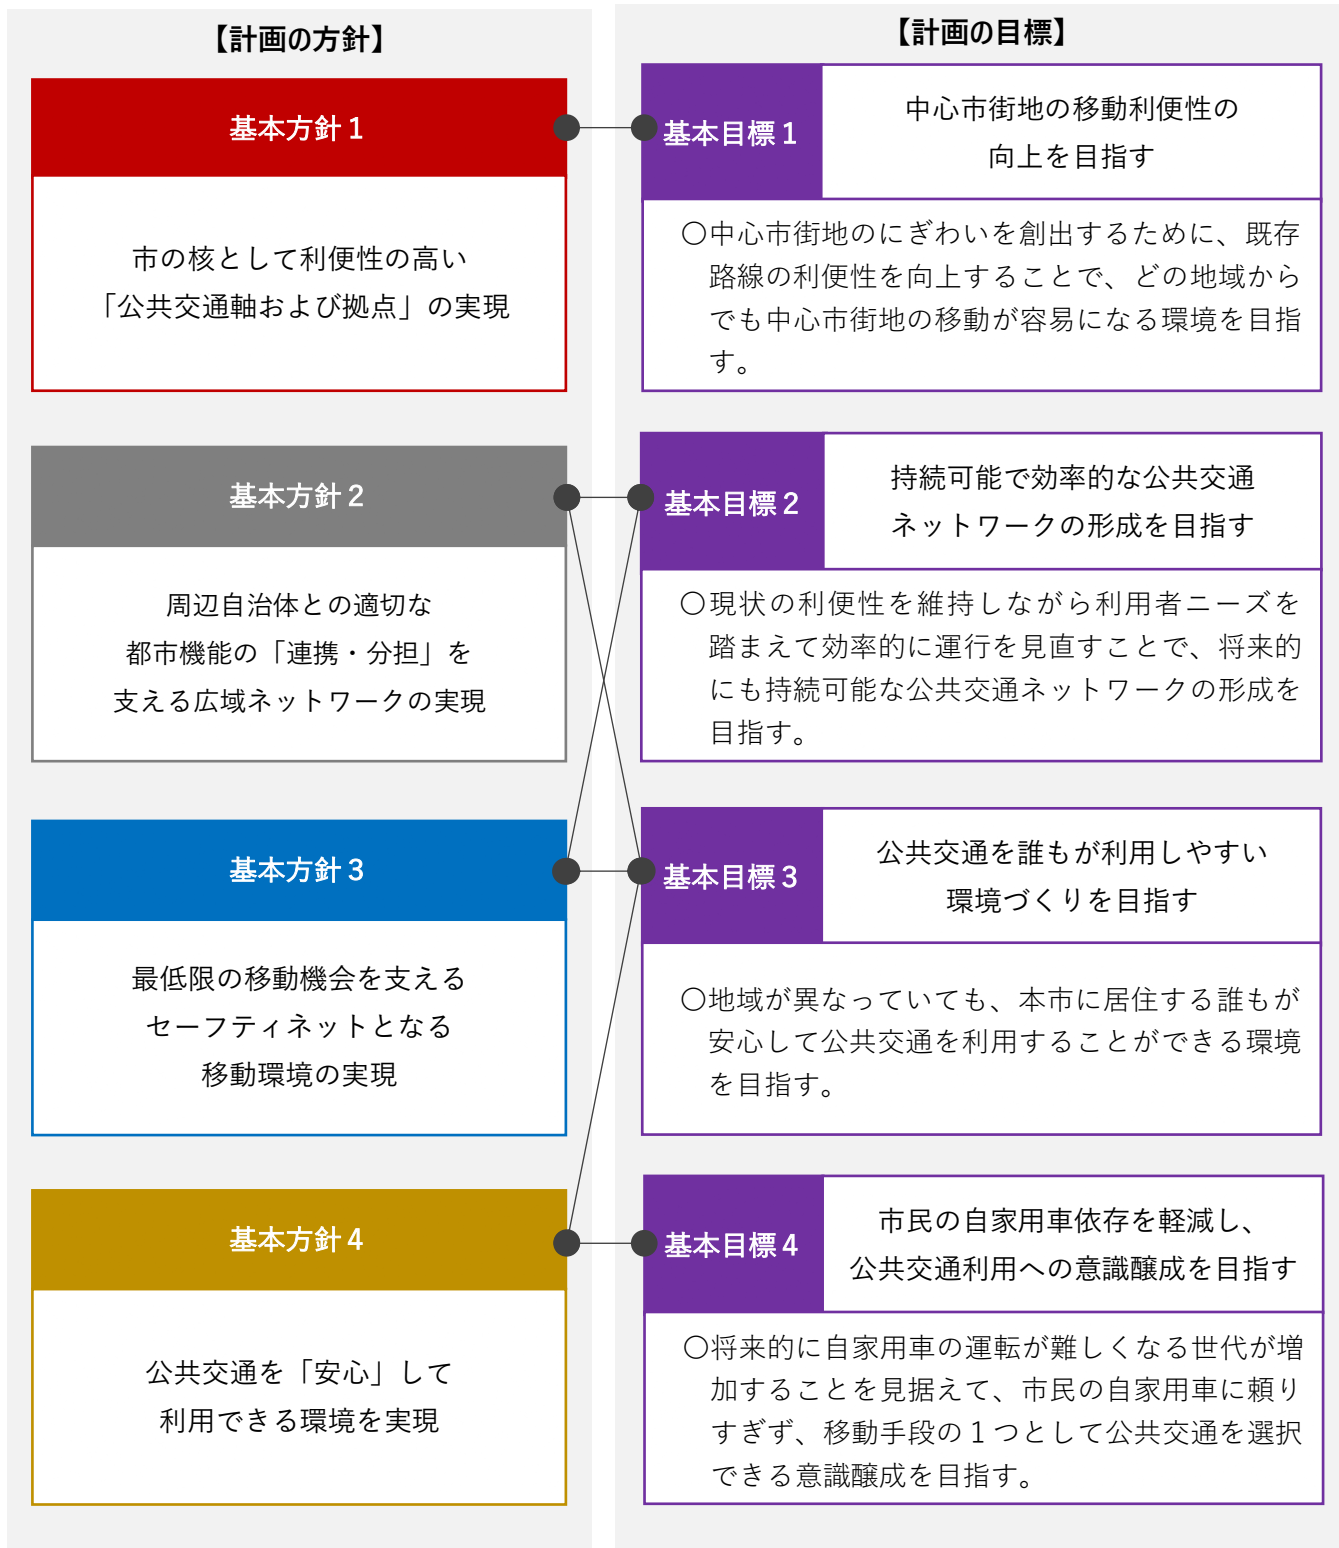 【計画の方針】
基本方針１
市の核として利便性の高い
「公共交通軸および拠点」の実現
基本方針２
周辺自治体との適切な
都市機能の「連携・分担」を
支える広域ネットワークの実現
基本方針３
最低限の移動機会を支える
セーフティネットとなる
移動環境の実現
基本方針４
公共交通を「安心」して
利用できる環境を実現
【計画の目標】
基本目標１
中心市街地の移動利便性の
向上を目指す
〇中心市街地のにぎわいを創出するために、既存
路線の利便性を向上することで、どの地域から
でも中心市街地の移動が容易になる環境を目指
す。
基本目標２
持続可能で効率的な公共交通
ネットワークの形成を目指す
〇現状の利便性を維持しながら利用者ニーズを
踏まえて効率的に運行を見直すことで、将来的
にも持続可能な公共交通ネットワークの形成を
目指す。
基本目標３
公共交通を誰もが利用しやすい
環境づくりを目指す
〇地域が異なっていても、本市に居住する誰もが
安心して公共交通を利用することができる環境
を目指す。
基本目標４
市民の自家用車依存を軽減し、
公共交通利用への意識醸成を目指す
〇将来的に自家用車の運転が難しくなる世代が増
加することを見据えて、市民の自家用車に頼り
すぎず、移動手段の１つとして公共交通を選択
できる意識醸成を目指す。